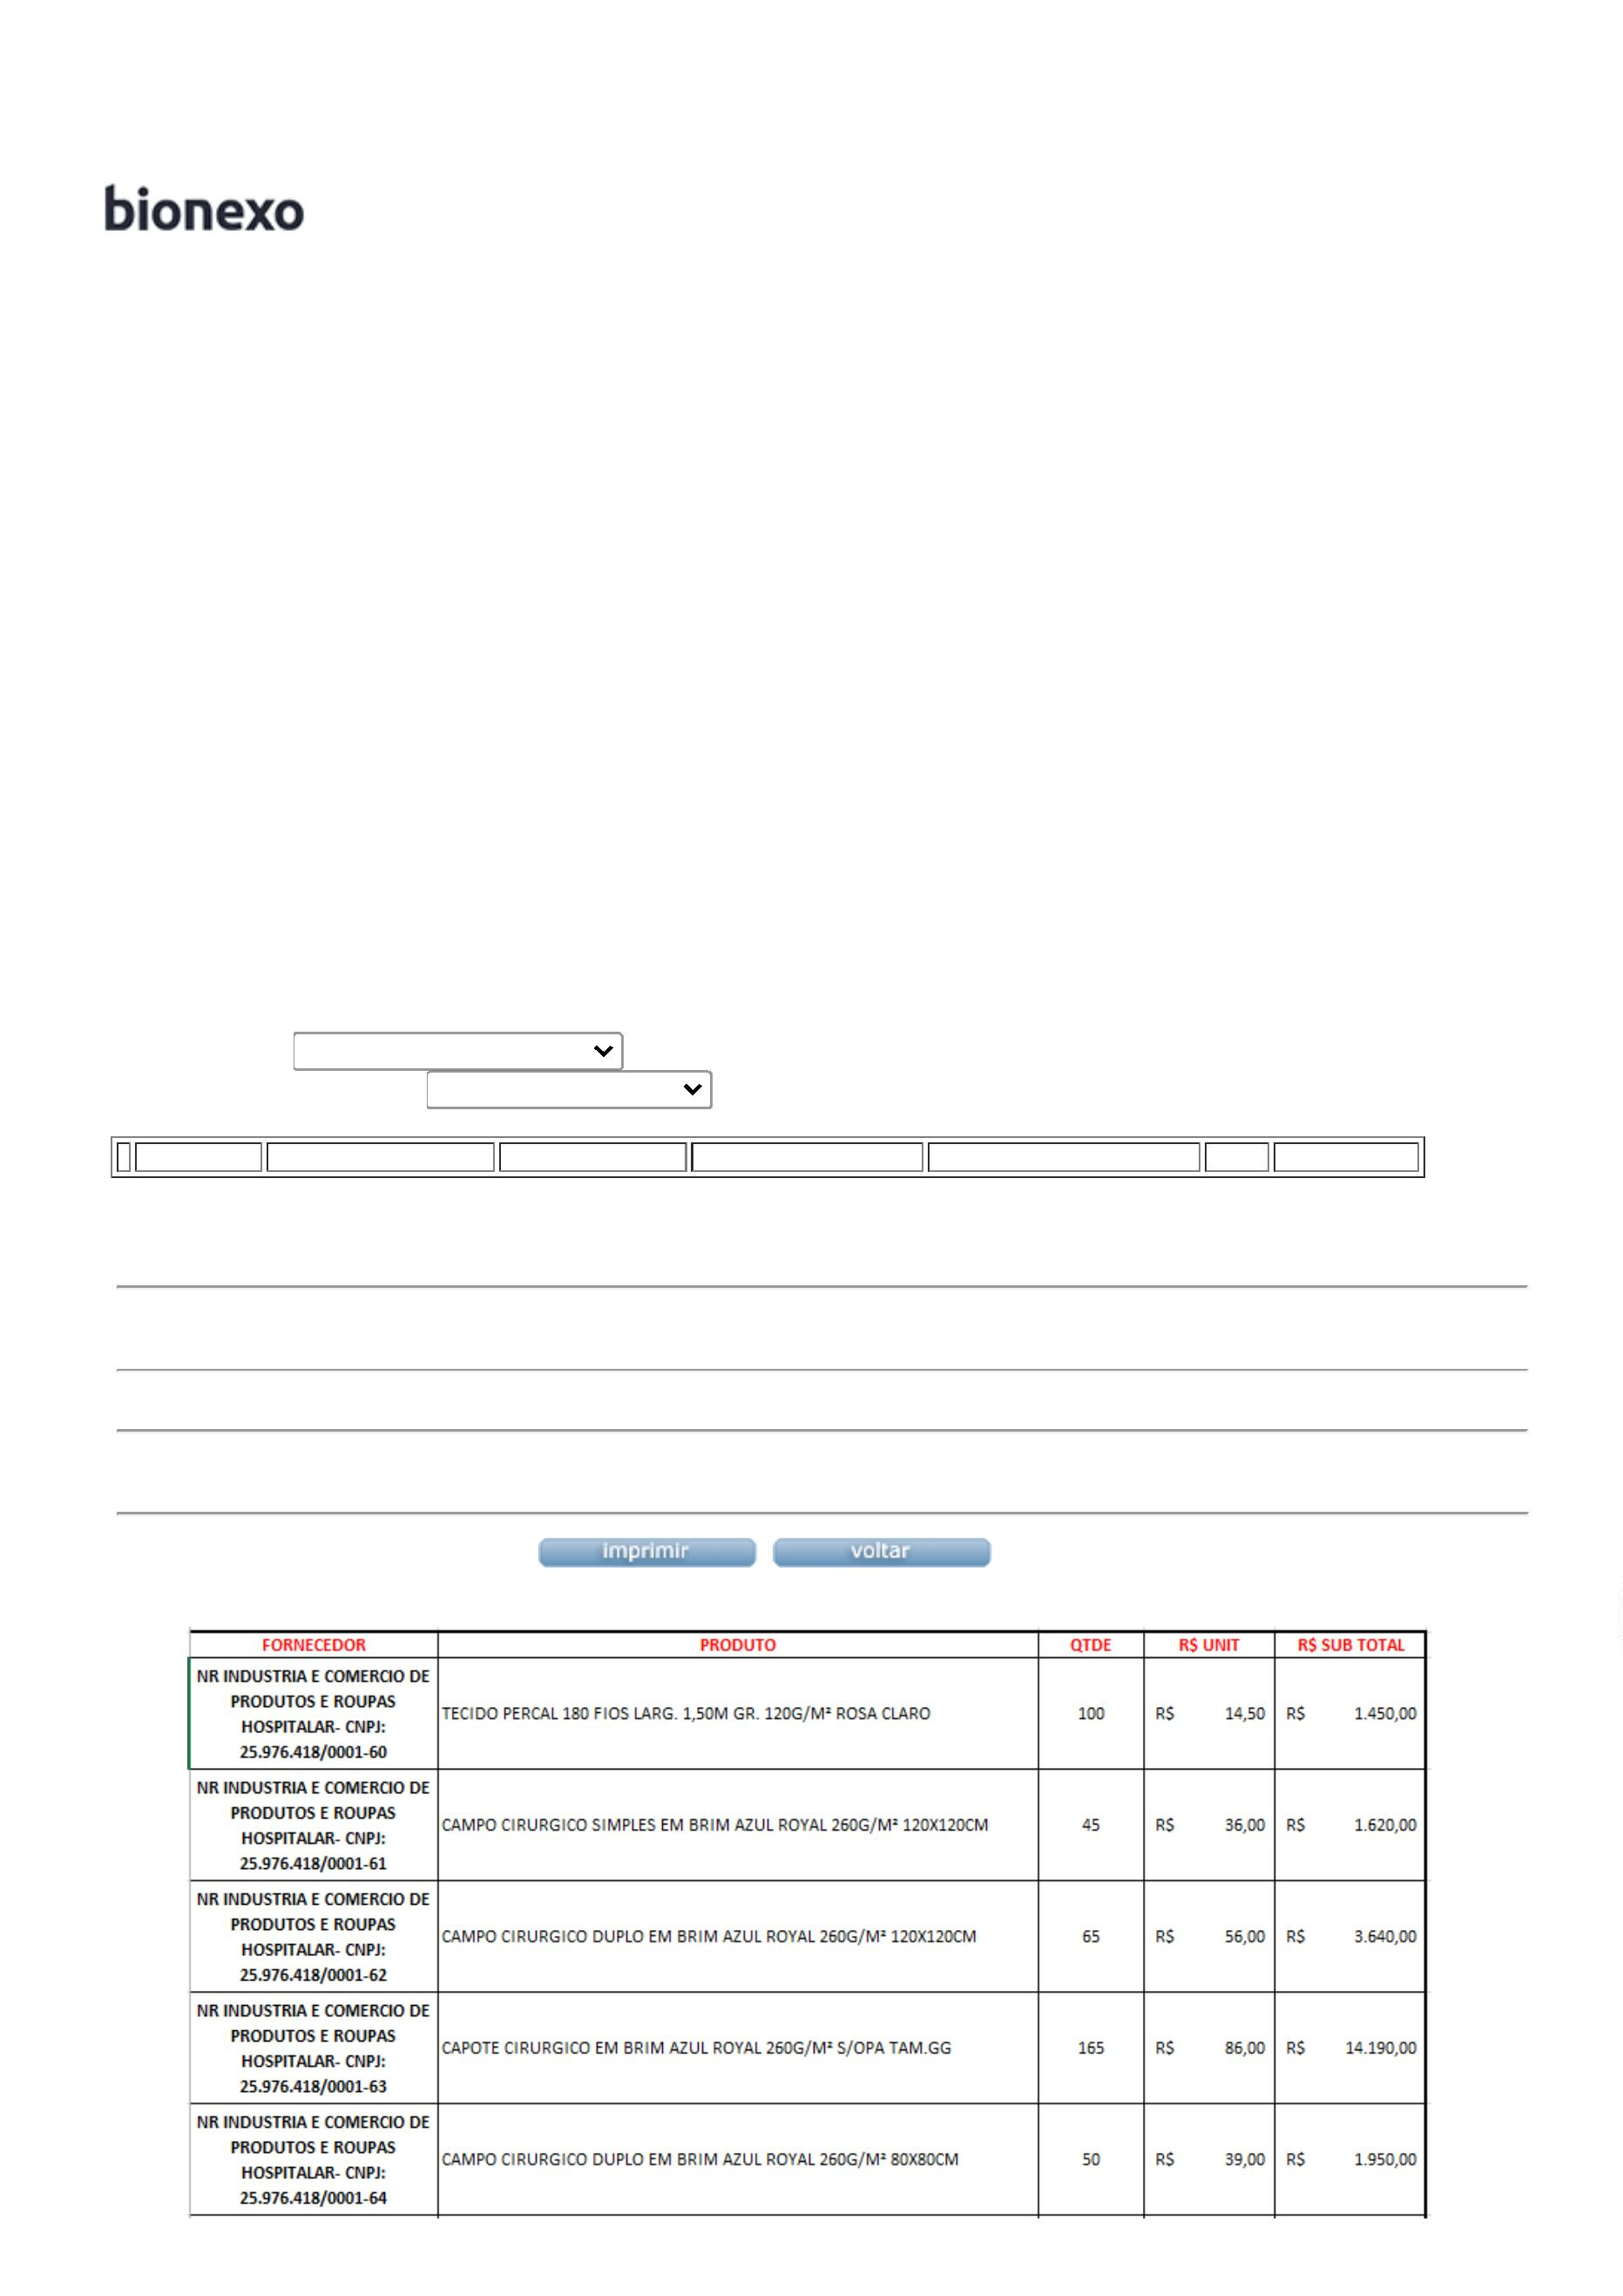 bionexo
imprimir voltar
FORNECEDOR PRODUTO QTDE R$ UNIT R$ SUB TOTAL
NR INDUSTRIA E COMERCIO DE
PRODUTOS E ROUPAS
HOSPITALAR- CNPJ:
25.976.418/0001-60
TECIDO PERCAL 180 FIOS LARG. 1,50M GR. 120G/M² ROSA CLARO 100 R$ 14,50 R$ 1.450,00
NR INDUSTRIA E COMERCIO DE
PRODUTOS E ROUPAS
HOSPITALAR- CNPJ:
25.976.418/0001-61
CAMPO CIRURGICO SIMPLES EM BRIM AZUL ROYAL 260G/M² 120X120CM 45 R$ 36,00 R$ 1.620,00
NR INDUSTRIA E COMERCIO DE
PRODUTOS E ROUPAS
HOSPITALAR- CNPJ:
25.976.418/0001-62
CAMPO CIRURGICO DUPLO EM BRIM AZUL ROYAL 260G/M² 120X120CM 65 R$ 56,00 R$ 3.640,00
NR INDUSTRIA E COMERCIO DE
PRODUTOS E ROUPAS
HOSPITALAR- CNPJ:
25.976.418/0001-63
CAPOTE CIRURGICO EM BRIM AZUL ROYAL 260G/M² S/OPA TAM.GG 165 R$ 86,00 R$ 14.190,00
NR INDUSTRIA E COMERCIO DE
PRODUTOS E ROUPAS
HOSPITALAR- CNPJ:
25.976.418/0001-64
CAMPO CIRURGICO DUPLO EM BRIM AZUL ROYAL 260G/M² 80X80CM 50 R$ 39,00 R$ 1.950,00